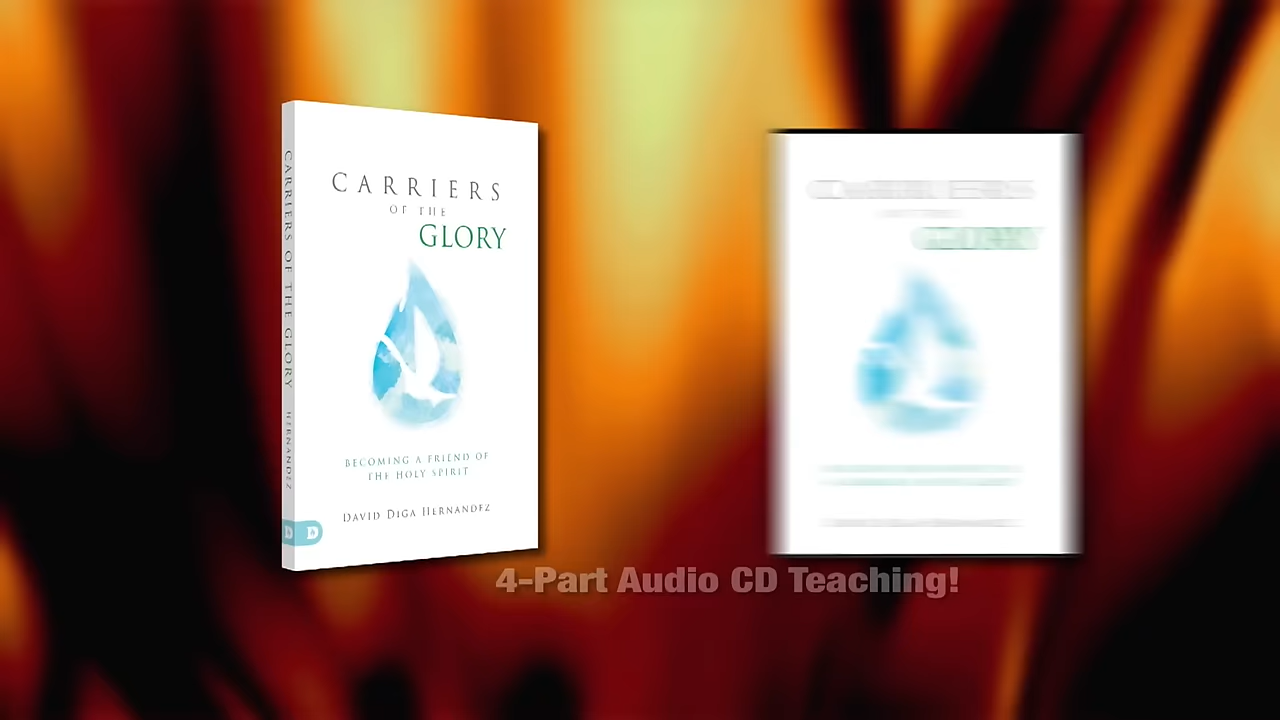 CARRIERS OF THE GLORY HERNANDEZ
CARRIERS
OF THE
GLORY
BECOMING A FRIEND OF
THE HOLY SPIRIT
DAVID DIGA HERNANDEZ
4-Part Audio CD Teaching!